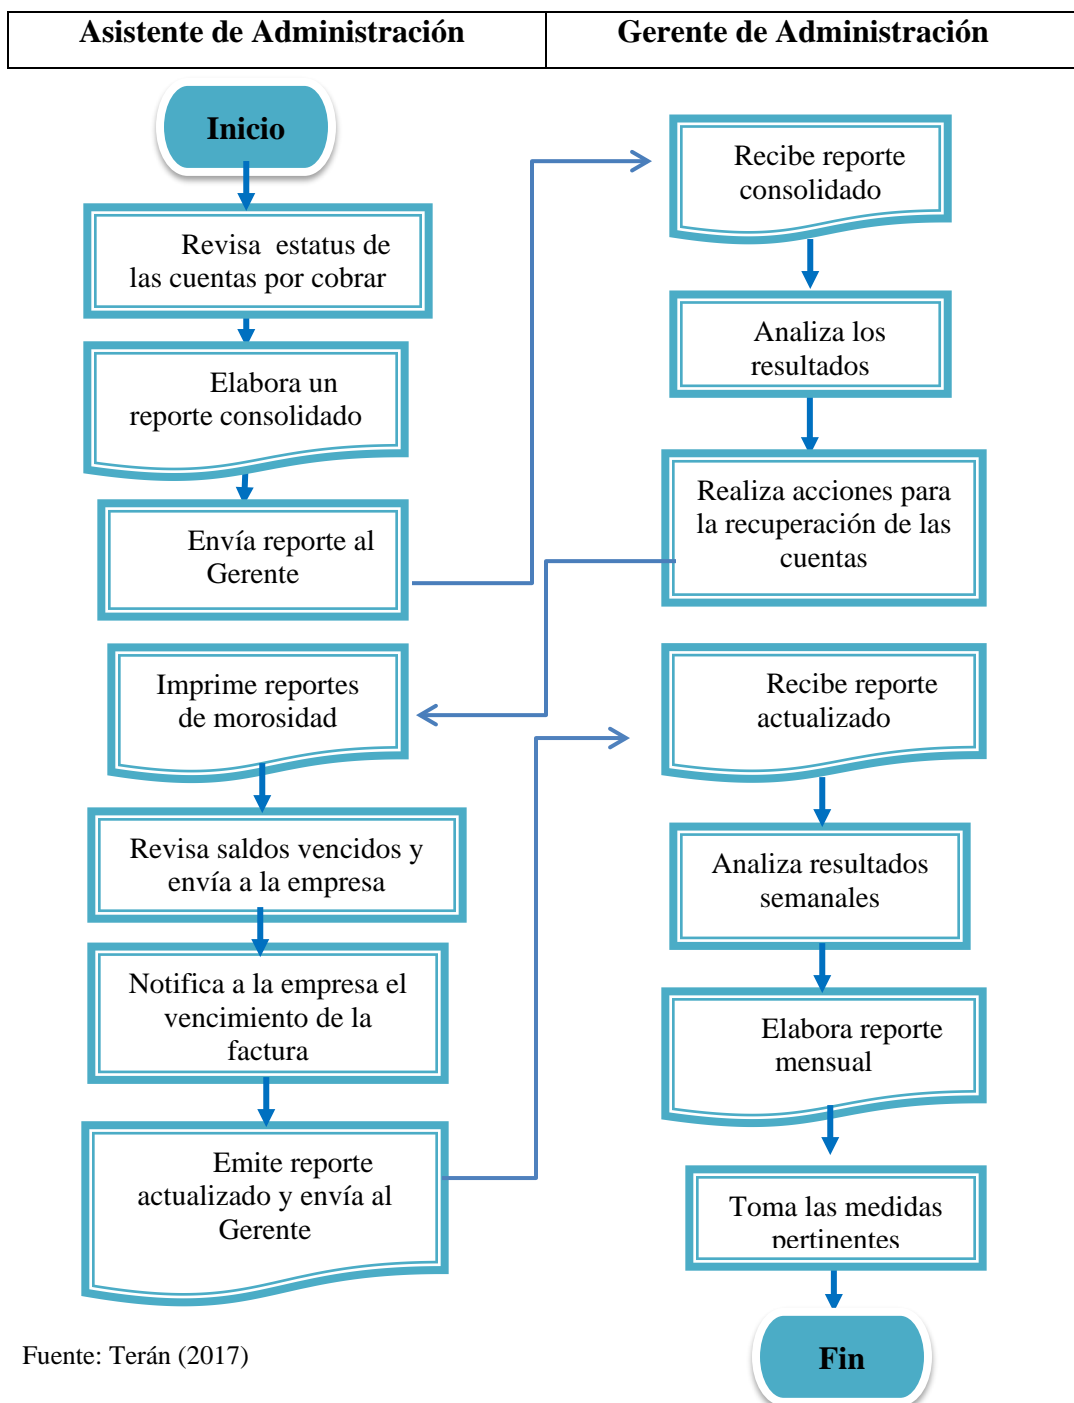 Asistente de Administración
Gerente de Administración
Inicio
Revisa estatus de
las cuentas por cobrar
Elabora un
reporte consolidado
Envía reporte al
Gerente
Recibe reporte
consolidado
Analiza los
resultados
Realiza acciones para
la recuperación de las
cuentas
Imprime reportes
de morosidad
Revisa saldos vencidos y
envía a la empresa
Notifica a la empresa el
vencimiento de la
factura
Emite reporte
actualizado y envía al
Gerente
Recibe reporte
actualizado
Analiza resultados
semanales
Elabora reporte
mensual
Toma las medidas
pertinentes
Fin
Fuente: Terán (2017)